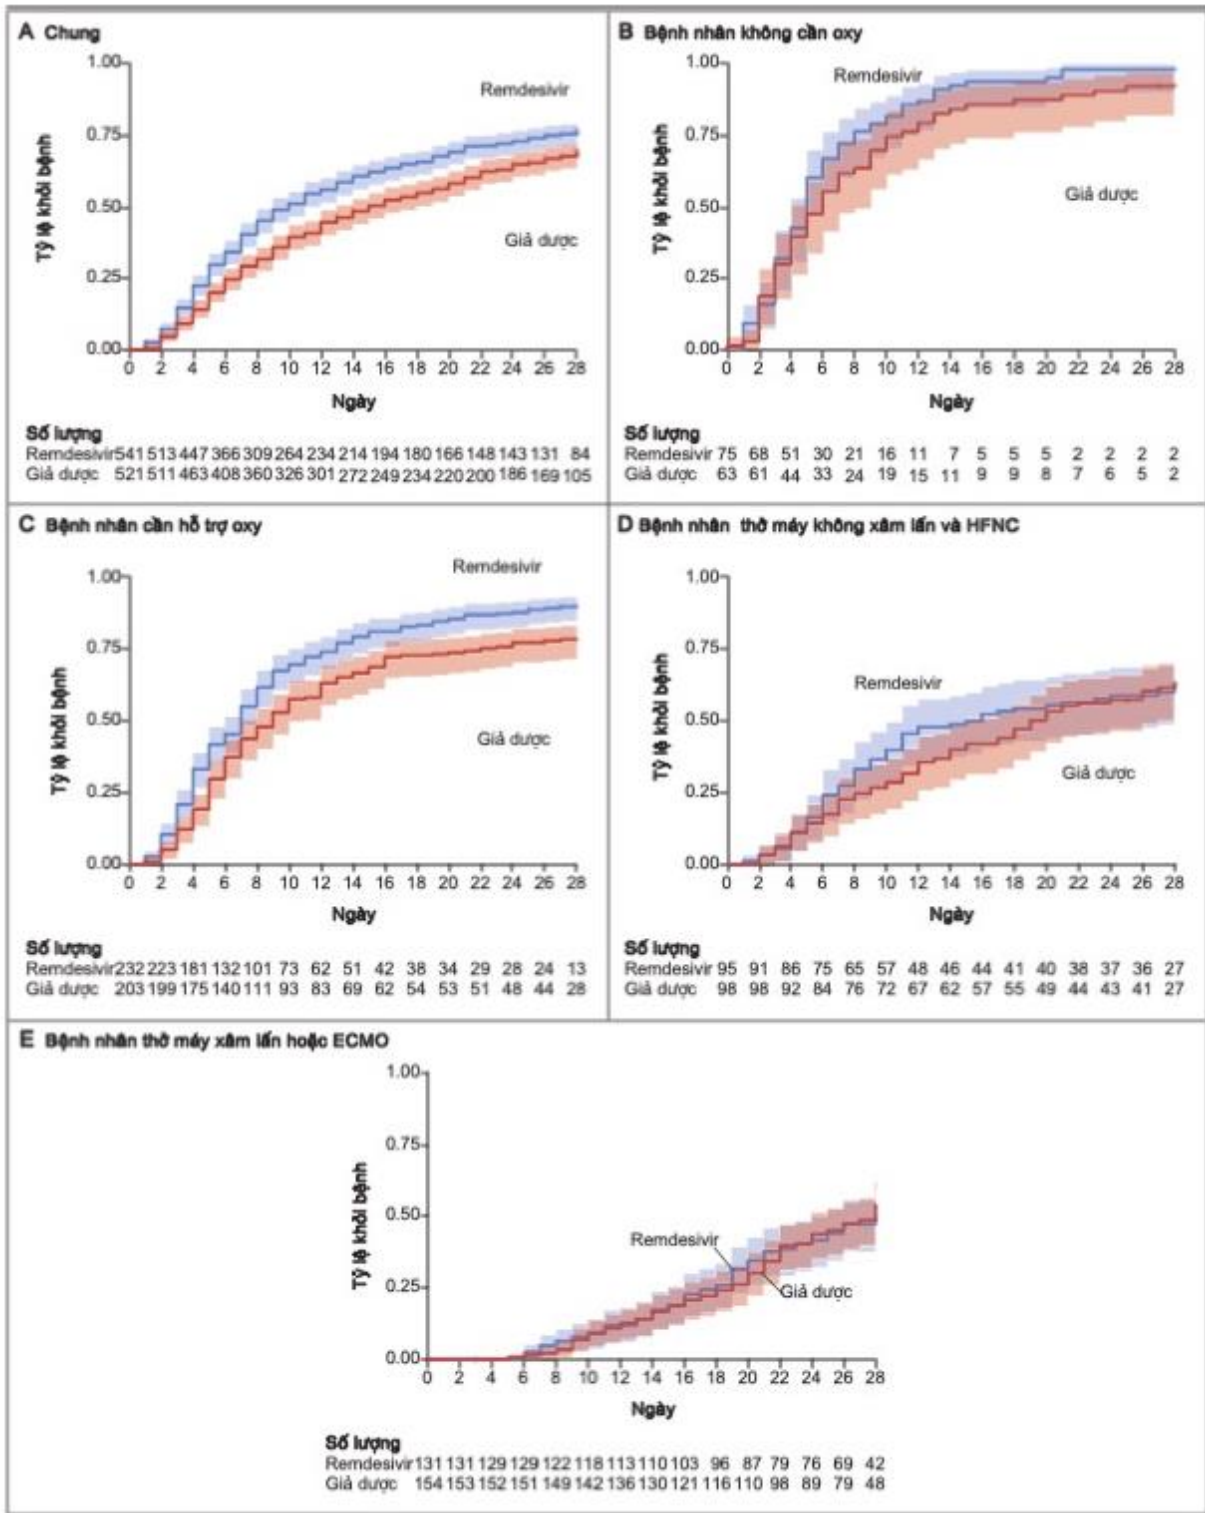 A Chung
Remdesivir
Giả dược
Tỷ lệ khỏi bệnh
1.00
0.75
0.50
0.25
0.00
0 2 4 6 8 10 12 14 16 18 20 22 24 26 28
Ngày
Số lượng
Remdesivir 541 513 447 366 309 264 234 214 194 180 166 148 143 131 84
Giả dược 521 511 463 408 360 326 301 272 249 234 220 200 186 169 105
B Bệnh nhân không cần oxy
Remdesivir
Giả dược
Tỷ lệ khỏi bệnh
1.00
0.75
0.50
0.25
0.00
0 2 4 6 8 10 12 14 16 18 20 22 24 26 28
Ngày
Số lượng
Remdesivir 75 68 51 30 21 16 11 7 5 5 5 2 2 2 2
Giả dược 63 61 44 33 24 19 15 11 9 9 8 7 6 5 2
C Bệnh nhân cần hỗ trợ oxy
Remdesivir
Giả dược
Tỷ lệ khỏi bệnh
1.00
0.75
0.50
0.25
0.00
0 2 4 6 8 10 12 14 16 18 20 22 24 26 28
Ngày
Số lượng
Remdesivir 232 223 181 132 101 73 62 51 42 38 34 29 28 24 13
Giả dược 203 199 175 140 111 93 83 69 62 54 53 51 48 44 28
D Bệnh nhân thở máy không xâm lấn và HFNC
Remdesivir
Giả dược
Tỷ lệ khỏi bệnh
1.00
0.75
0.50
0.25
0.00
0 2 4 6 8 10 12 14 16 18 20 22 24 26 28
Ngày
Số lượng
Remdesivir 95 91 86 75 65 57 48 46 44 41 40 38 37 36 27
Giả dược 98 98 92 84 76 72 67 62 57 55 49 44 43 41 27
E Bệnh nhân thở máy xâm lấn hoặc ECMO
Remdesivir
Giả dược
Tỷ lệ khỏi bệnh
1.00
0.75
0.50
0.25
0.00
0 2 4 6 8 10 12 14 16 18 20 22 24 26 28
Ngày
Số lượng
Remdesivir 131 131 129 129 122 118 113 110 103 96 87 79 76 69 42
Giả dược 154 153 152 151 149 142 136 130 121 116 110 98 89 79 48